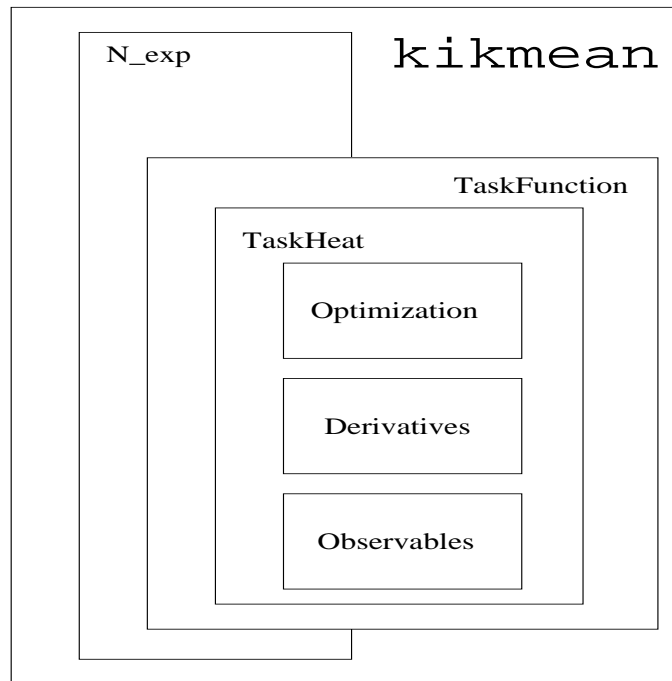 N_exp
kikmean
TaskFunction
TaskHeat
Optimization
Derivatives
Observables